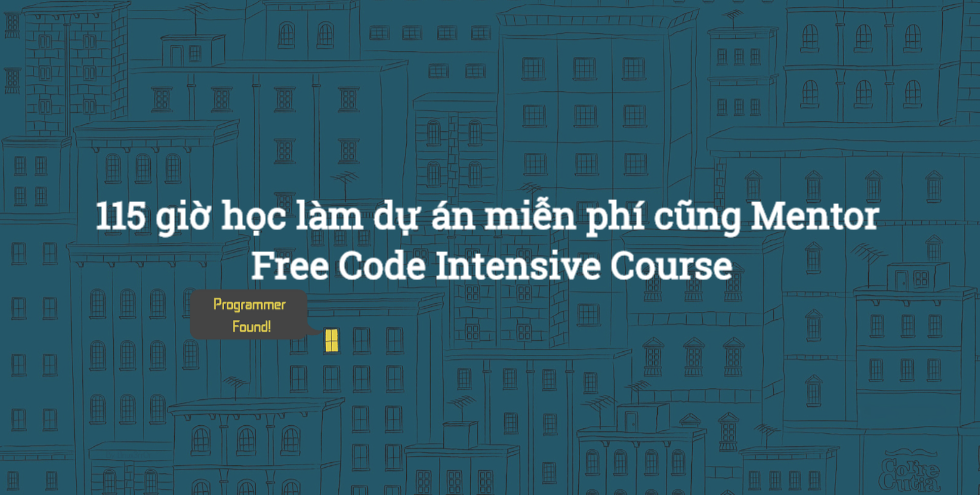 115 giờ học làm dự án miễn phí cũng Mentor
Free Code Intensive Course
Programmer
Found!